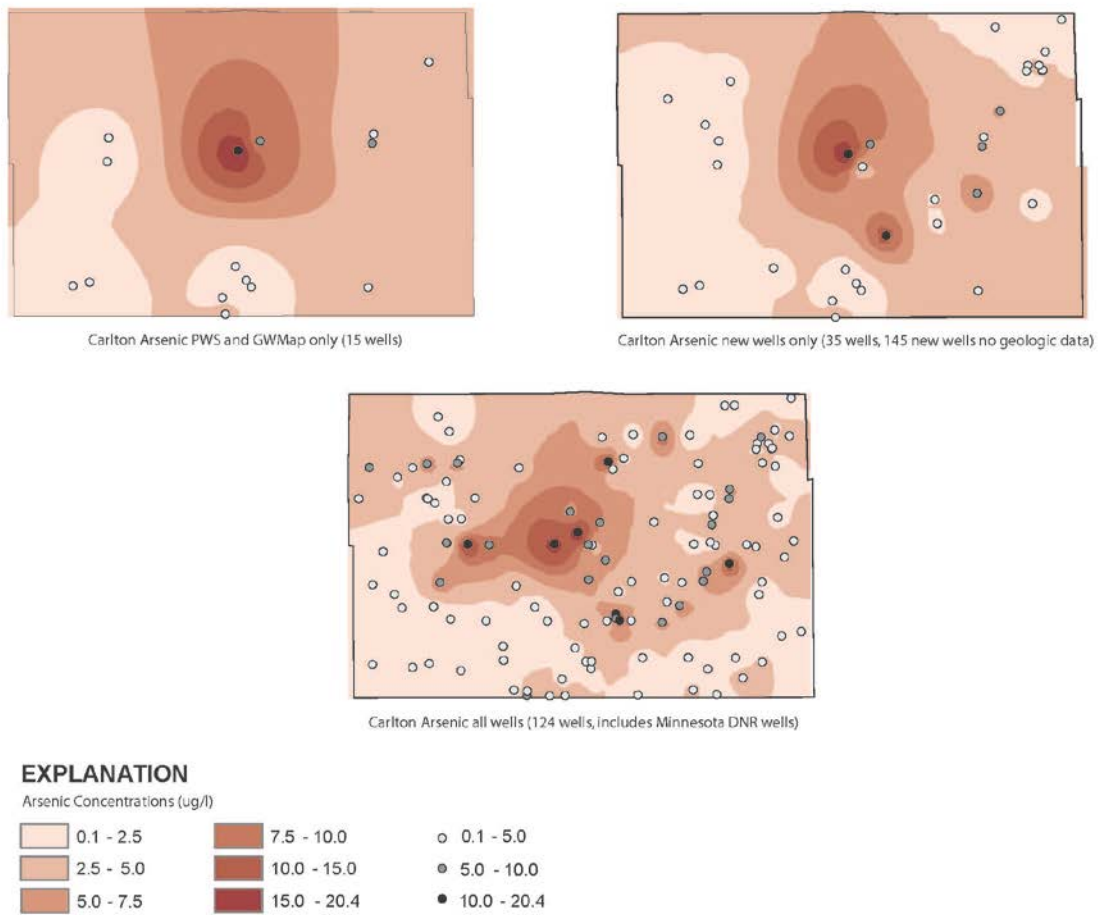 Carlton Arsenic PWS and GWMap only (15 wells)
Carlton Arsenic new wells only (35 wells, 145 new wells no geologic data)
Carlton Arsenic all wells (124 wells, includes Minnesota DNR wells)
EXPLANATION
Arsenic Concentrations (ug/l)
0.1 - 2.5
7.5 - 10.0
0.1 - 5.0
2.5 - 5.0
10.0 - 15.0
5.0 - 10.0
5.0 - 7.5
15.0 - 20.4
10.0 - 20.4